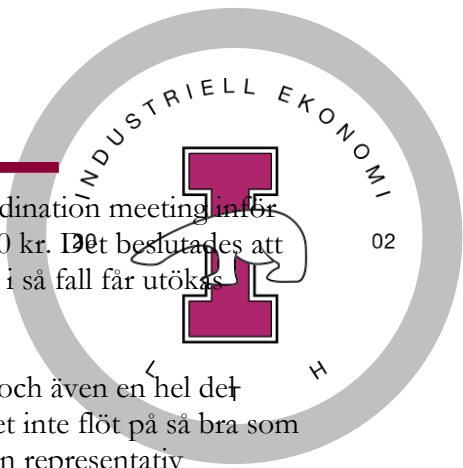 INDUSTRIELL EKONOMI
dination meeting inför
0 kr. Det beslutades att
20 02
i så fall får utökas
LTH
och även en hel del
et inte flöt på så bra som
n representativ